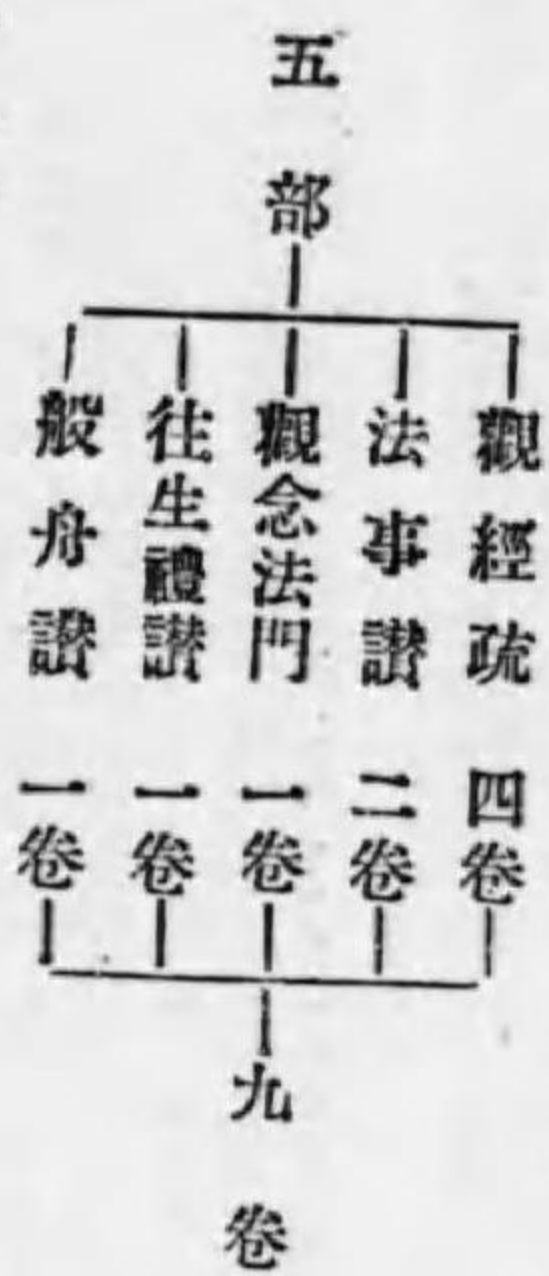 五部
觀經疏 四卷
法事讃 二卷
觀念法門 一卷
往生禮讃 一卷
般舟讃 一卷
九卷